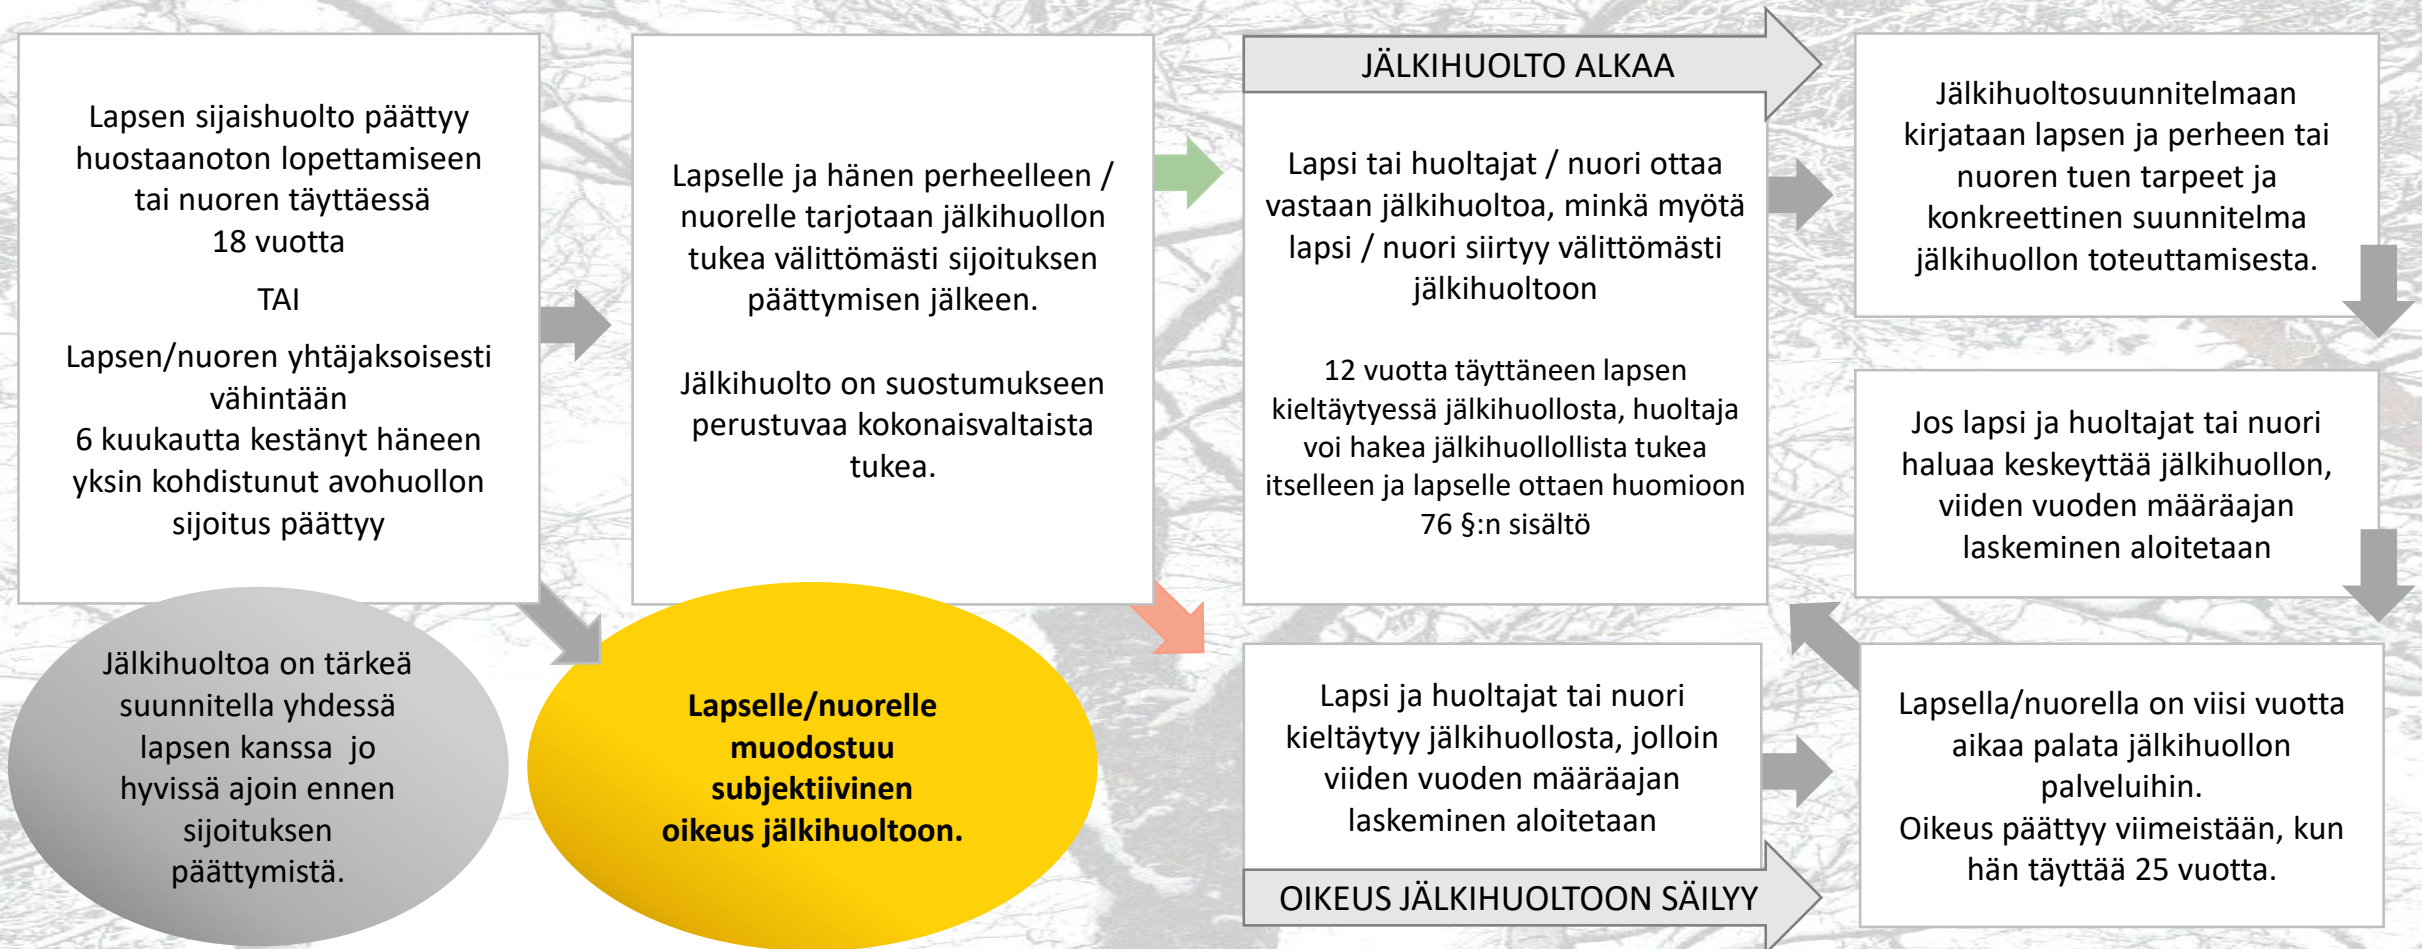 Lapsen sijaishuolto päättyy
huostaanoton lopettamiseen
tai nuoren täyttäessä
18 vuotta
TAI
Lapsen/nuoren yhtäjaksoisesti
vähintään
6 kuukautta kestänyt häneen
yksin kohdistunut avohuollon
sijoitus päättyy
Jälkihuoltoa on tärkeä
suunnitella yhdessä
lapsen kanssa jo
hyvissä ajoin ennen
sijoituksen
päättymistä.
Lapselle ja hänen perheelleen /
nuorelle tarjotaan jälkihuollon
tukea välittömästi sijoituksen
päättymisen jälkeen.
Jälkihuolto on suostumukseen
perustuvaa kokonaisvaltaista
tukea.
Lapselle/nuorelle
muodostuu
subjektiivinen
oikeus jälkihuoltoon.
JÄLKIHUOLTO ALKAA
Lapsi tai huoltajat / nuori ottaa
vastaan jälkihuoltoa, minkä myötä
lapsi / nuori siirtyy välittömästi
jälkihuoltoon
12 vuotta täyttäneen lapsen
kieltäytyessä jälkihuollosta, huoltaja
voi hakea jälkihuollollista tukea
itselleen ja lapselle ottaen huomioon
76 §:n sisältö
Lapsi ja huoltajat tai nuori
kieltäytyy jälkihuollosta, jolloin
viiden vuoden määräajan
laskeminen aloitetaan
OIKEUS JÄLKIHUOLTOON SÄILYY
Jälkihuoltosuunnitelmaan
kirjataan lapsen ja perheen tai
nuoren tuen tarpeet ja
konkreettinen suunnitelma
jälkihuollon toteuttamisesta.
Jos lapsi ja huoltajat tai nuori
haluaa keskeyttää jälkihuollon,
viiden vuoden määräajan
laskeminen aloitetaan
Lapsella/nuorella on viisi vuotta
aikaa palata jälkihuollon
palveluihin.
Oikeus päättyy viimeistään, kun
hän täyttää 25 vuotta.